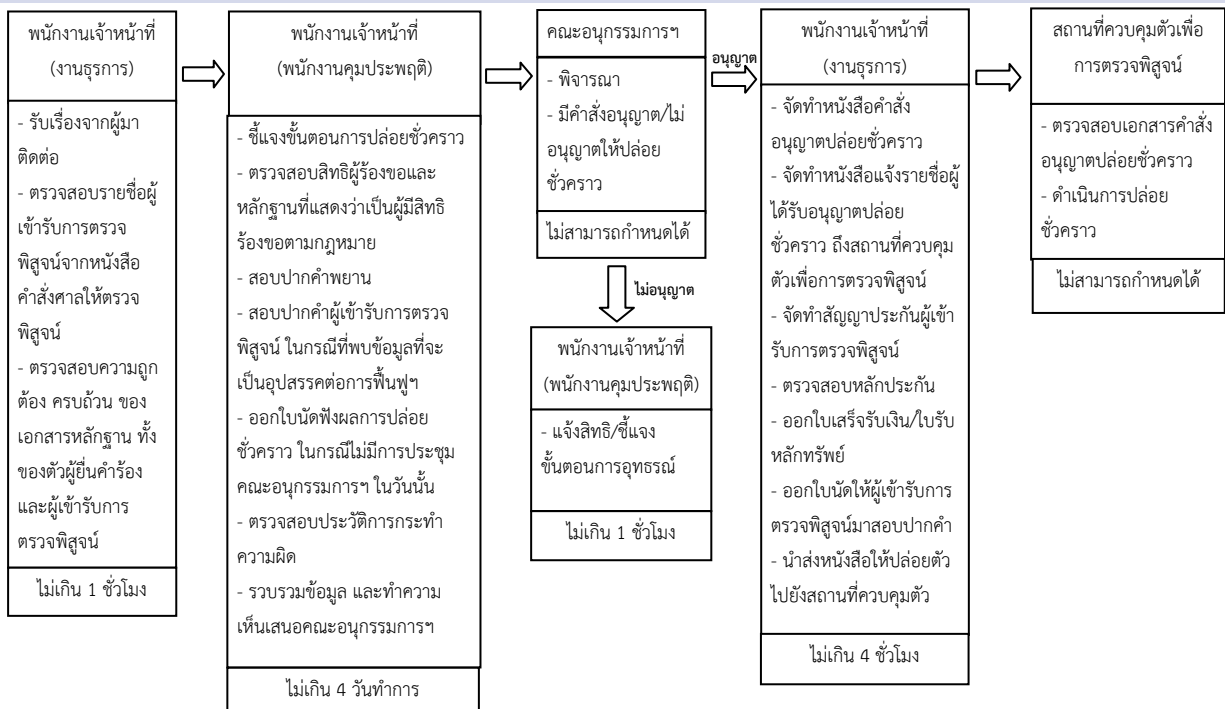 พนักงานเจ้าหน้าที่
(งานธุรการ)
- รับเรื่องจากผู้มา
ติดต่อ
- ตรวจสอบรายชื่อผู้
เข้ารับการตรวจ
พิสูจน์จากหนังสือ
คำสั่งศาลให้ตรวจ
พิสูจน์
- ตรวจสอบความถูก
ต้อง ครบถ้วน ของ
เอกสารหลักฐาน ทั้ง
ของตัวผู้ยื่นคำร้อง
และผู้เข้ารับการ
ตรวจพิสูจน์
ไม่เกิน 1 ชั่วโมง
พนักงานเจ้าหน้าที่
(พนักงานคุมประพฤติ)
- ชี้แจงขั้นตอนการปล่อยชั่วคราว
- ตรวจสอบสิทธิผู้ร้องขอและ
หลักฐานที่แสดงว่าเป็นผู้มีสิทธิ
ร้องขอตามกฎหมาย
- สอบปากคำพยาน
- สอบปากคำผู้เข้ารับการตรวจ
พิสูจน์ ในกรณีที่พบข้อมูลที่จะ
เป็นอุปสรรคต่อการฟื้นฟูฯ
- ออกใบนัดฟังผลการปล่อย
ชั่วคราว ในกรณีไม่มีการประชุม
คณะอนุกรรมการฯ ในวันนั้น
- ตรวจสอบประวัติการกระทำ
ความผิด
- รวบรวมข้อมูล และทำความ
เห็นเสนอคณะอนุกรรมการฯ
ไม่เกิน 4 วันทำการ
คณะอนุกรรมการฯ
- พิจารณา
- มีคำสั่งอนุญาต/ไม่
อนุญาตให้ปล่อย
ชั่วคราว
ไม่สามารถกำหนดได้
ไม่อนุญาต
พนักงานเจ้าหน้าที่
(พนักงานคุมประพฤติ)
- แจ้งสิทธิ/ชี้แจง
ขั้นตอนการอุทธรณ์
ไม่เกิน 1 ชั่วโมง
อนุญาต
พนักงานเจ้าหน้าที่
(งานธุรการ)
- จัดทำหนังสือคำสั่ง
อนุญาตปล่อยชั่วคราว
- จัดทำหนังสือแจ้งรายชื่อผู้
ได้รับอนุญาตปล่อย
ชั่วคราว ถึงสถานที่ควบคุม
ตัวเพื่อการตรวจพิสูจน์
- จัดทำสัญญาประกันผู้เข้า
รับการตรวจพิสูจน์
- ตรวจสอบหลักประกัน
- ออกใบเสร็จรับเงิน/ใบรับ
หลักทรัพย์
- ออกใบนัดให้ผู้เข้ารับการ
ตรวจพิสูจน์มาสอบปากคำ
- นำส่งหนังสือให้ปล่อยตัว
ไปยังสถานที่ควบคุมตัว
ไม่เกิน 4 ชั่วโมง
สถานที่ควบคุมตัวเพื่อ
การตรวจพิสูจน์
- ตรวจสอบเอกสารคำสั่ง
อนุญาตปล่อยชั่วคราว
- ดำเนินการปล่อย
ชั่วคราว
ไม่สามารถกำหนดได้